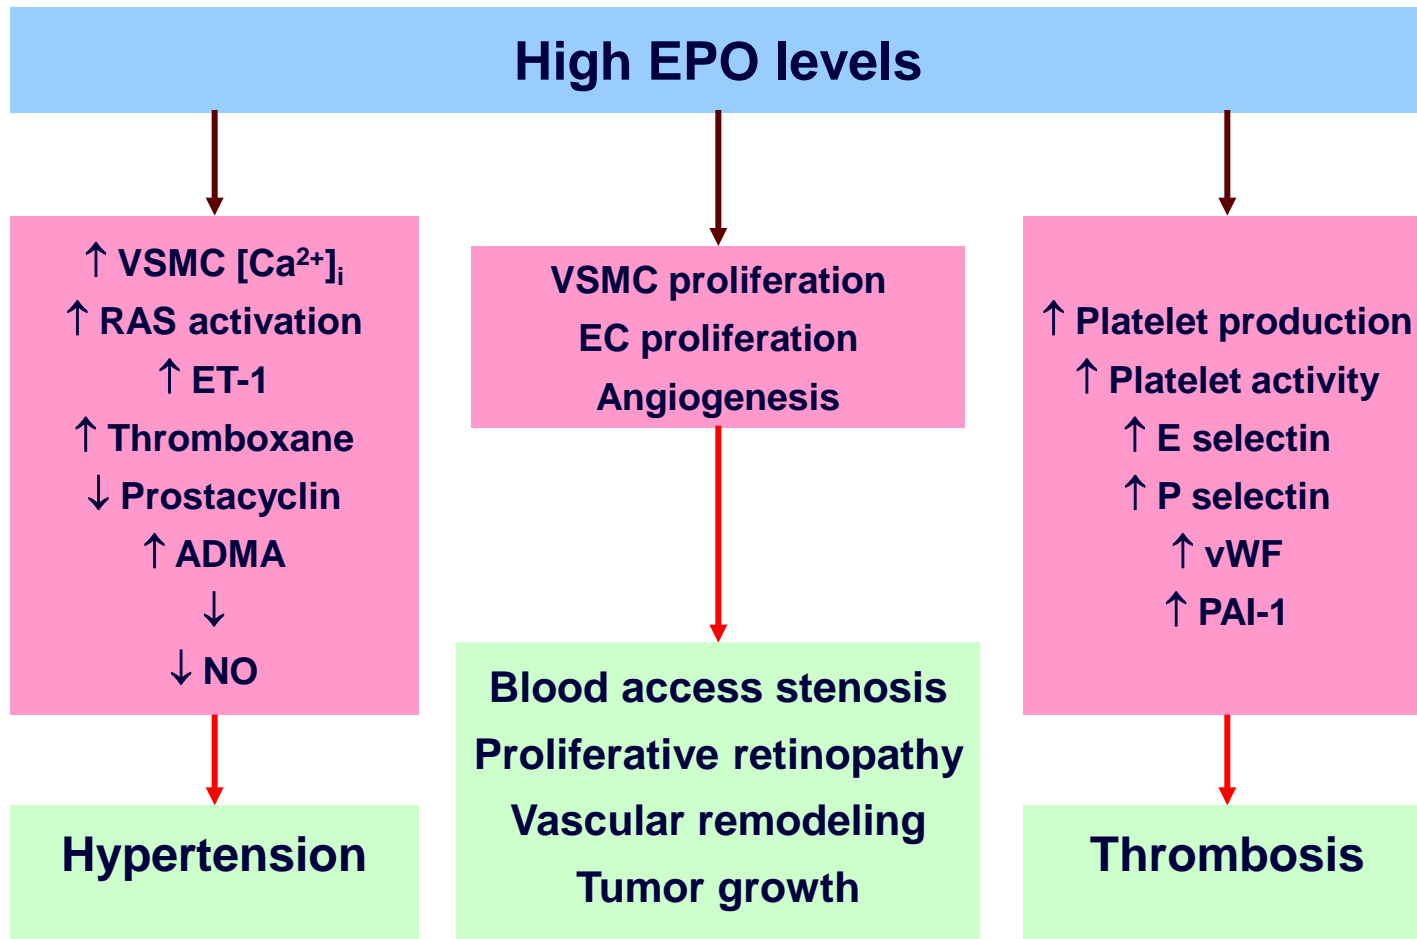 High EPO levels
↑ VSMC [Ca²⁺]ᵢ
↑ RAS activation
↑ ET-1
↑ Thromboxane
↓ Prostacyclin
↑ ADMA
↓
↓ NO
Hypertension
VSMC proliferation
EC proliferation
Angiogenesis
Blood access stenosis
Proliferative retinopathy
Vascular remodeling
Tumor growth
↑ Platelet production
↑ Platelet activity
↑ E selectin
↑ P selectin
↑ vWF
↑ PAI-1
Thrombosis